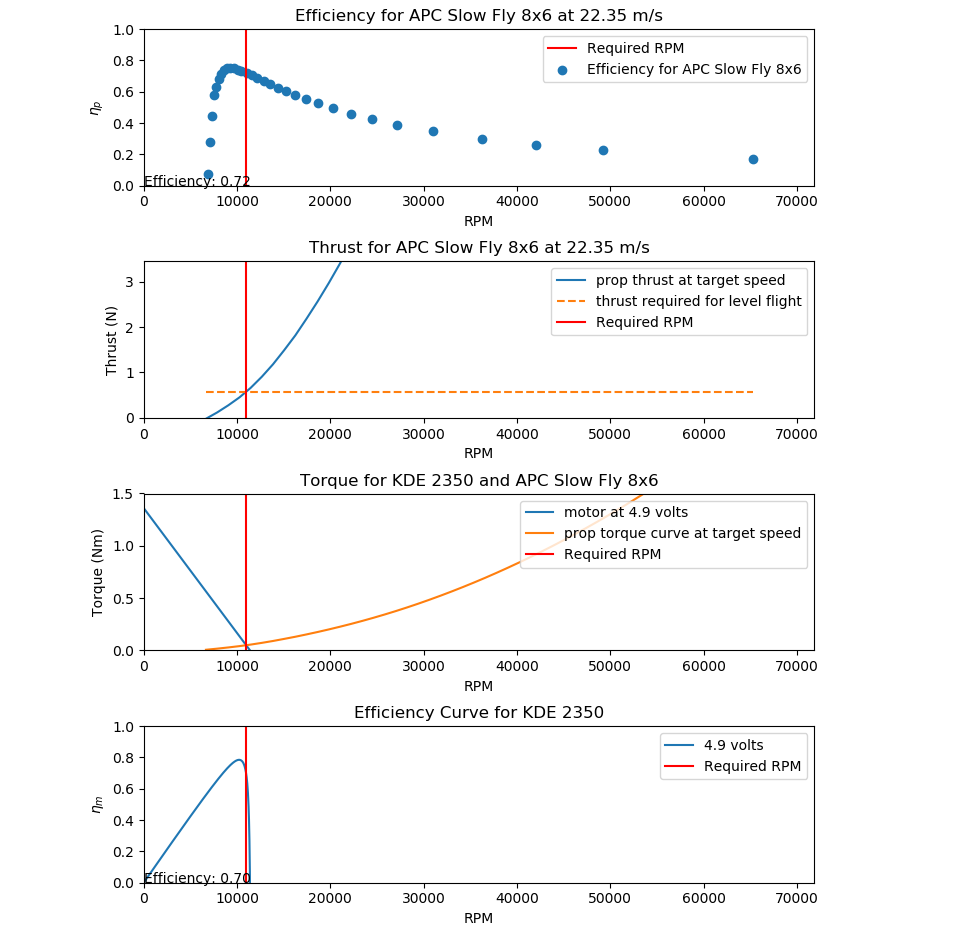 Efficiency for APC Slow Fly 8x6 at 22.35 m/s
1.0
0.8
0.6
0.4
0.2
0.0
ηp
Required RPM
Efficiency for APC Slow Fly 8x6
Efficiency: 0.72
0 10000 20000 30000 40000 50000 60000 70000
RPM
Thrust for APC Slow Fly 8x6 at 22.35 m/s
3
2
1
0
Thrust (N)
prop thrust at target speed
thrust required for level flight
Required RPM
0 10000 20000 30000 40000 50000 60000 70000
RPM
Torque for KDE 2350 and APC Slow Fly 8x6
1.5
1.0
0.5
0.0
Torque (Nm)
motor at 4.9 volts
prop torque curve at target speed
Required RPM
0 10000 20000 30000 40000 50000 60000 70000
RPM
Efficiency Curve for KDE 2350
1.0
0.8
0.6
0.4
0.2
0.0
ηm
4.9 volts
Required RPM
Efficiency: 0.70
0 10000 20000 30000 40000 50000 60000 70000
RPM